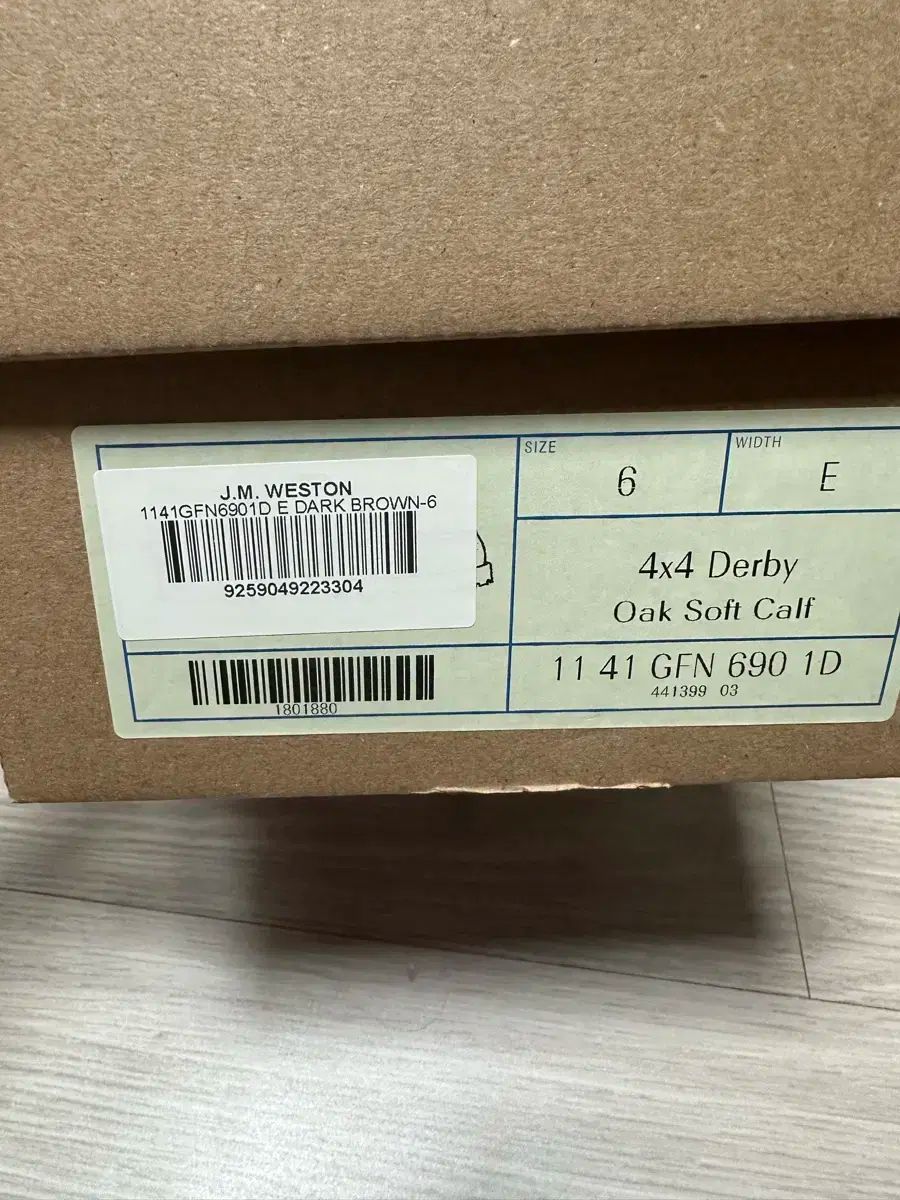 J.M. WESTON
1141GFN6901D E DARK BROWN-6
9259049223304
SIZE
6
WIDTH
E
4x4 Derby
Oak Soft Calf
1801880
11 41 GFN 690 1D
441399 03